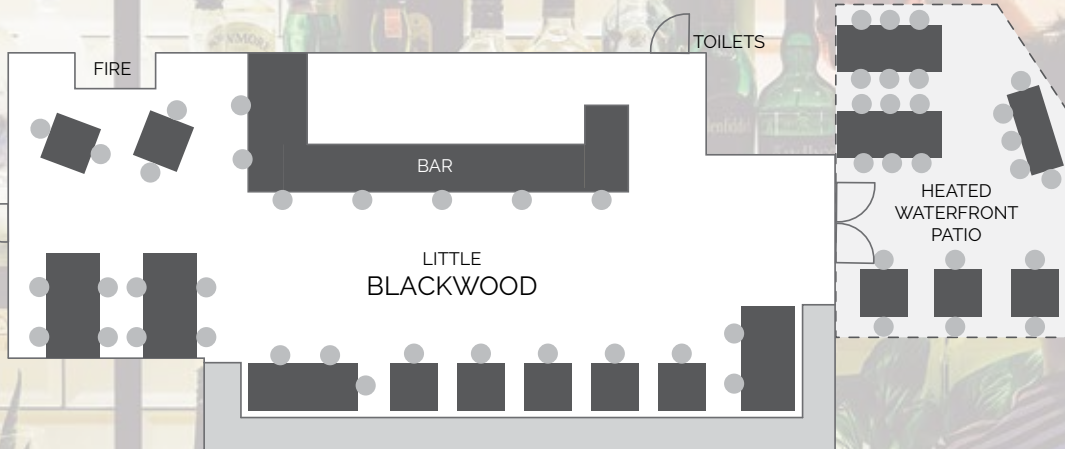 FIRE
TOILETS
BAR
LITTLE
BLACKWOOD
HEATED
WATERFRONT
PATIO